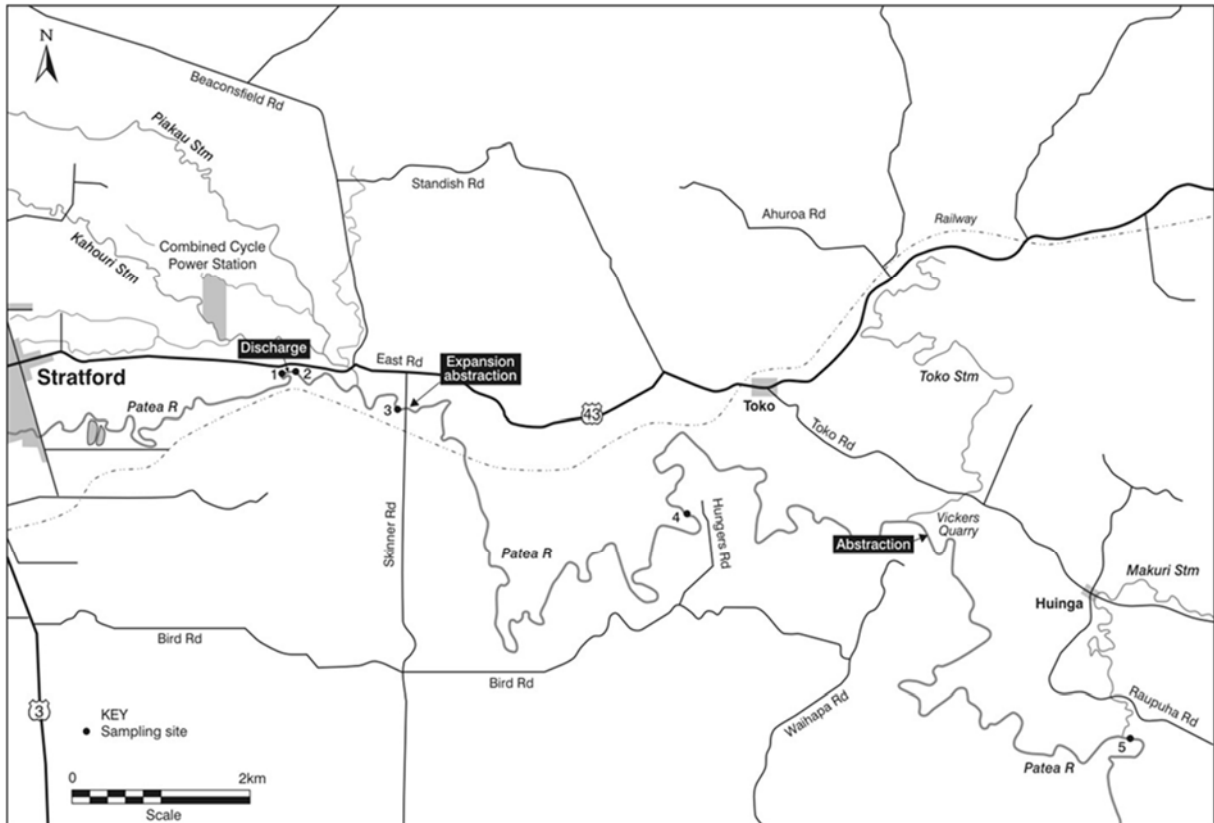 N
Beaconsfield Rd
Piakau Stm
Standish Rd
Ahuroa Rd
Railway
Kahouri Stm
Combined Cycle
Power Station
Discharge
East Rd
Expansion
abstraction
Stratford
1
2
Patea R
3
43
Toko
Toko Stm
Toko Rd
Skinner Rd
4
Hungers Rd
Patea R
Abstraction
Vickers
Quarry
Makuri Stm
Huinga
Bird Rd
Bird Rd
Waihapa Rd
Raupuha Rd
3
KEY
Sampling site
5
Patea R
0
2km
Scale